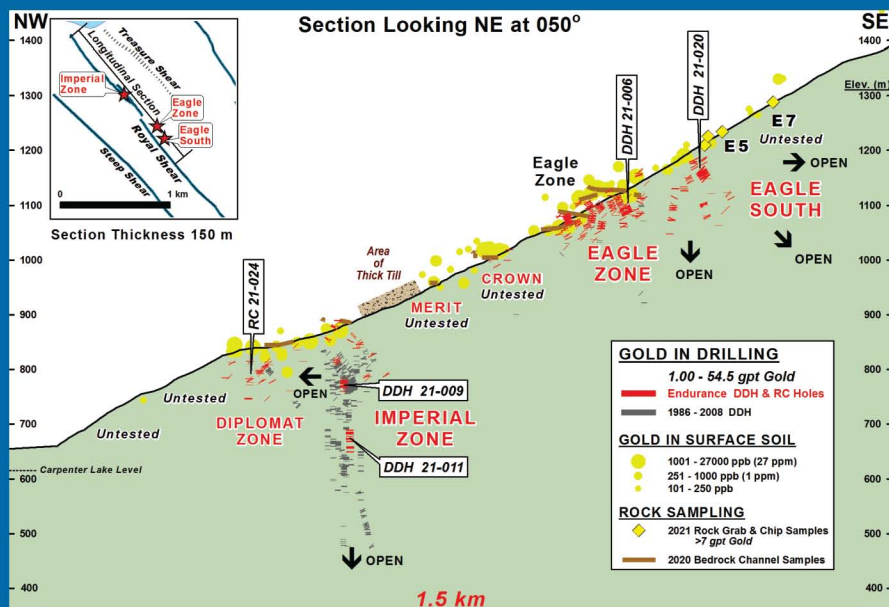 NW
Section Looking NE at 050°
SE
1400
1300
1200
1100
1000
900
800
700
600
500
400
1400
Elev. (m)
1300
1200
1100
1000
900
800
700
600
500
400
Treasure Shear
Longitudinal Section
Imperial
Zone
Eagle
Zone
Eagle
South
Royal Shear
Steep Shear
0
1 km
Section Thickness 150 m
DDH 21-006
DDH 21-020
E7
Untested
E5
OPEN
EAGLE
SOUTH
OPEN
Eagle
Zone
EAGLE
ZONE
OPEN
Area
of
Thick Till
CROWN
Untested
MERIT
Untested
RC 21-024
OPEN
DDH 21-009
Untested
Untested
DIPLOMAT
ZONE
IMPERIAL
ZONE
DDH 21-011
Carpenter Lake Level
OPEN
1.5 km
GOLD IN DRILLING
1.00 - 54.5 gpt Gold
Endurance DDH & RC Holes
1986 - 2008 DDH
GOLD IN SURFACE SOIL
1001 - 27000 ppb (27 ppm)
251 - 1000 ppb (1 ppm)
101 - 250 ppb
ROCK SAMPLING
2021 Rock Grab & Chip Samples
>7 gpt Gold
2020 Bedrock Channel Samples